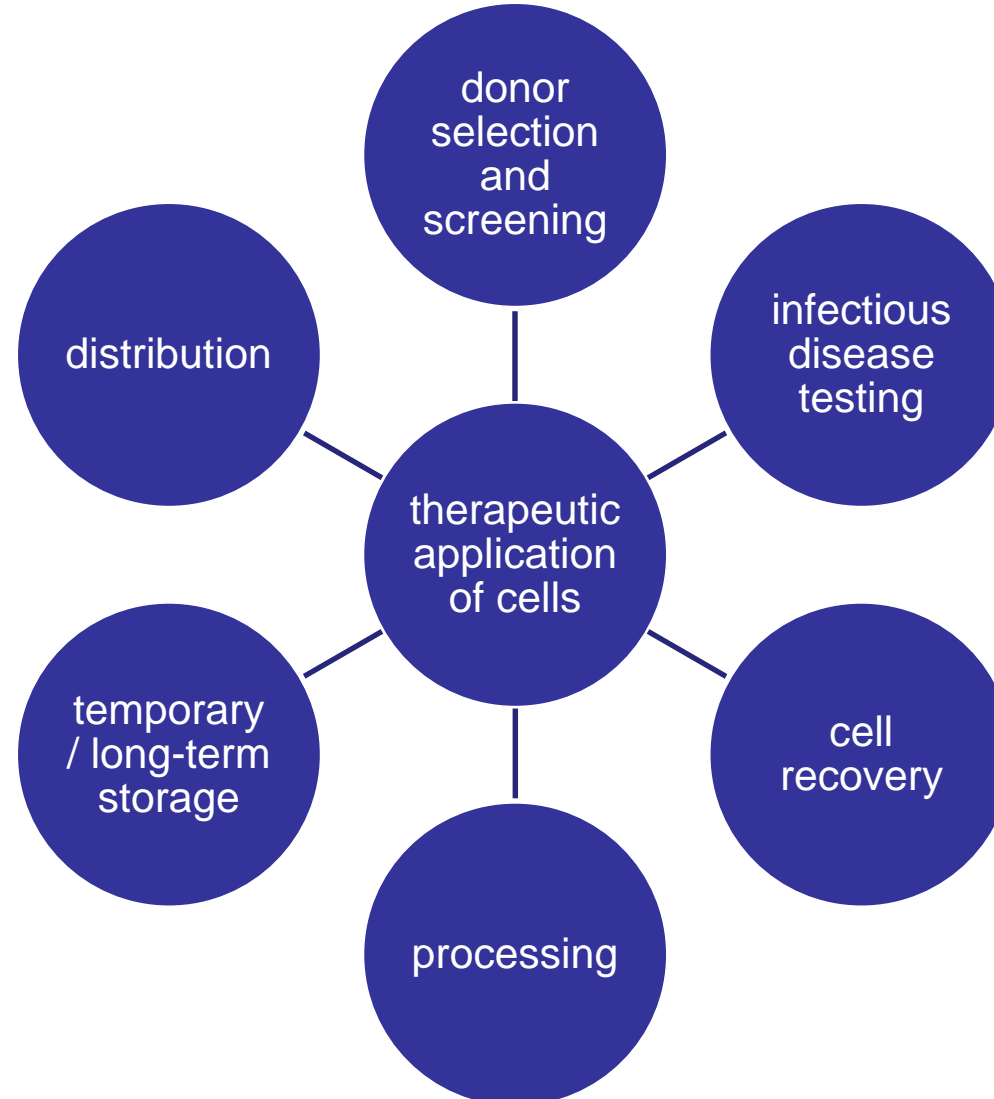 donor
selection
and
screening
infectious
disease
testing
distribution
therapeutic
application
of cells
temporary
/ long-term
storage
cell
recovery
processing